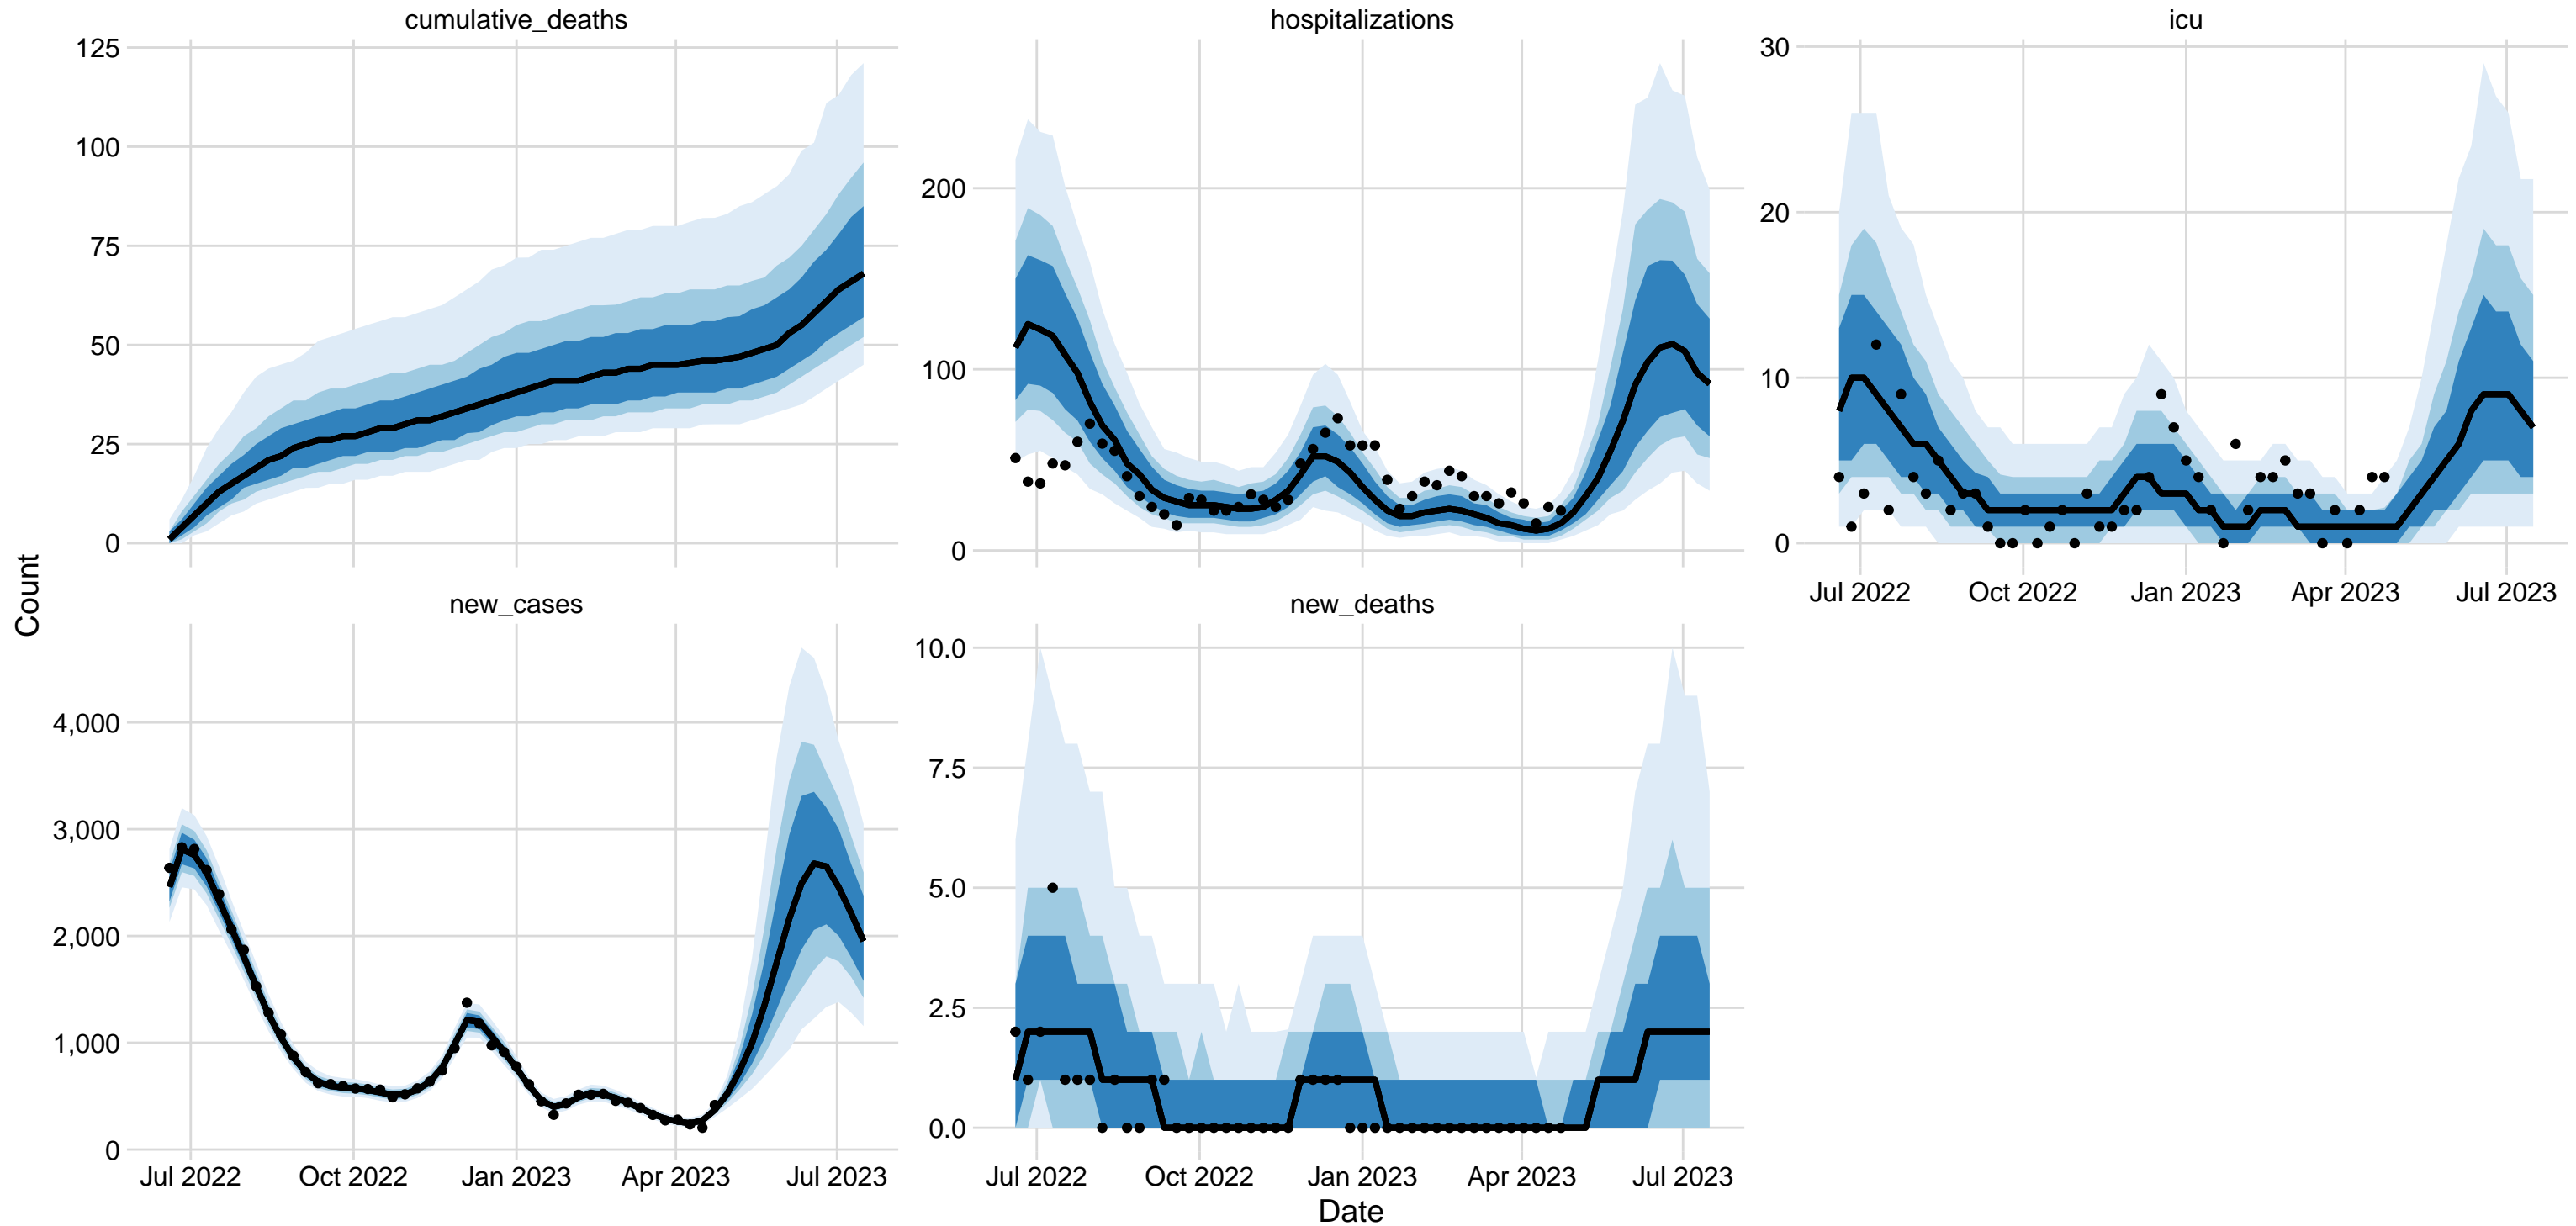 cumulative_deaths
hospitalizations
icu
125
100
75
50
25
0
200
100
0
30
20
10
0
Jul 2022 Oct 2022 Jan 2023 Apr 2023 Jul 2023
Count
new_cases
new_deaths
4,000
3,000
2,000
1,000
0
10.0
7.5
5.0
2.5
0.0
Jul 2022 Oct 2022 Jan 2023 Apr 2023 Jul 2023
Jul 2022 Oct 2022 Jan 2023 Apr 2023 Jul 2023
Date